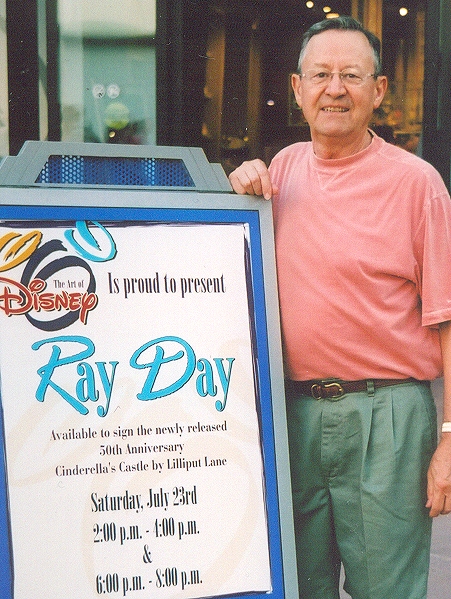 The Art of
DISNEY Is proud to present
Ray Day
Available to sign the newly released
50th Anniversary
Cinderella's Castle by Lilliput Lane
Saturday, July 23rd
2:00 p.m. - 4:00 p.m.
&
6:00 p.m. - 8:00 p.m.